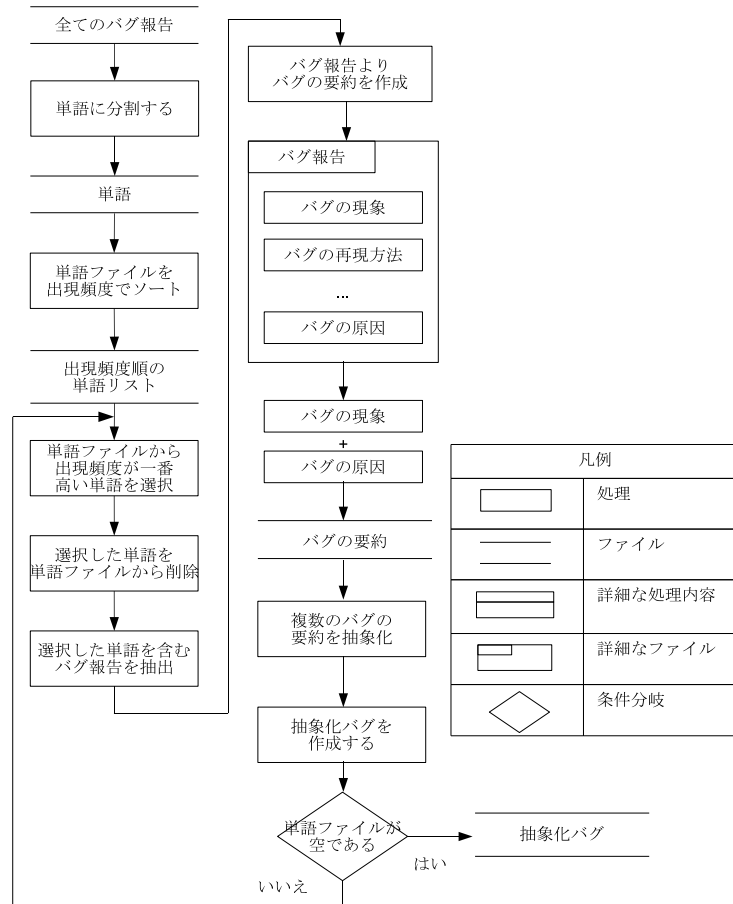 全てのバグ報告
単語に分割する
単語
単語ファイルを
出現頻度でソート
出現頻度順の
単語リスト
単語ファイルから
出現頻度が一番
高い単語を選択
選択した単語を
単語ファイルから削除
選択した単語を含む
バグ報告を抽出
バグ報告より
バグの要約を作成
バグ報告
バグの現象
バグの再現方法
...
バグの原因
バグの現象
+
バグの原因
バグの要約
複数のバグの
要約を抽象化
抽象化バグを
作成する
単語ファイルが
空である
はい
いいえ
抽象化バグ
凡例
処理
ファイル
詳細な処理内容
詳細なファイル
条件分岐